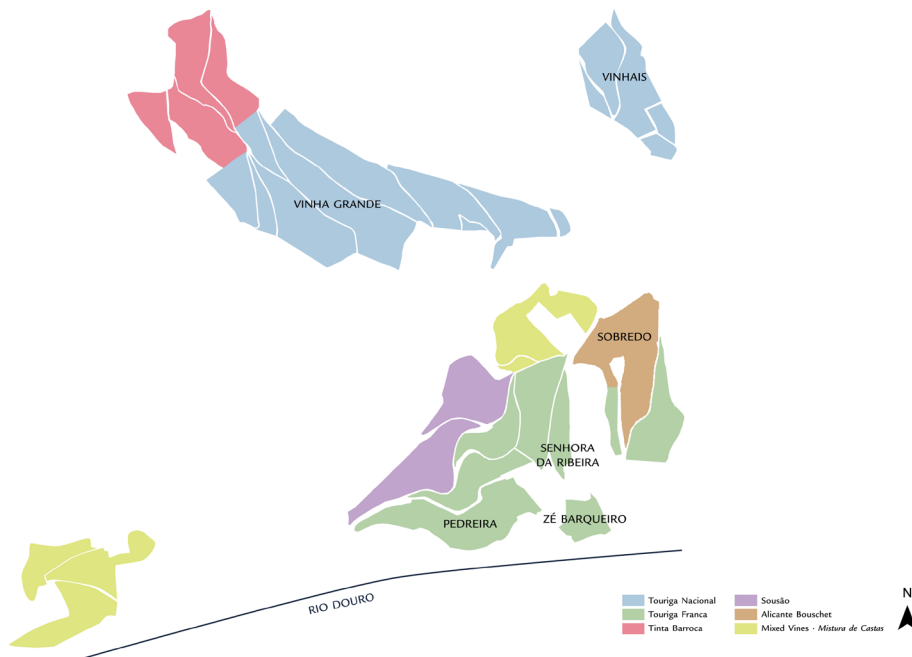 VINHAIS
VINHA GRANDE
SOBREDO
SENHORA
DA RIBEIRA
PEDREIRA
ZÉ BARQUEIRO
RIO DOURO
N
Touriga Nacional
Sousão
Touriga Franca
Alicante Bouschet
Tinta Barroca
Mixed Vines · Mistura de Castas